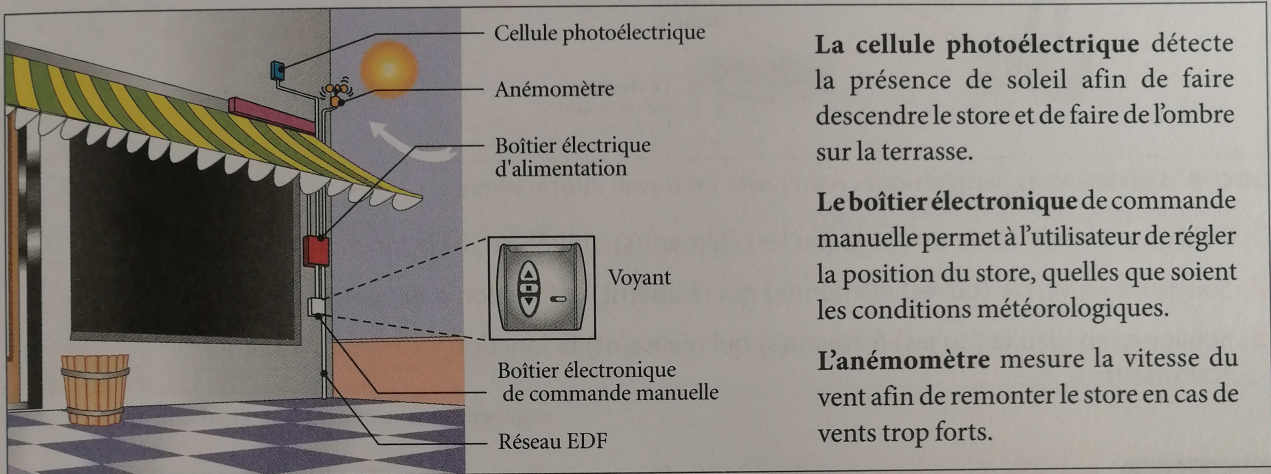 Cellule photoélectrique
Anémomètre
Boîtier électrique
d'alimentation
Voyant
Boîtier électronique
de commande manuelle
Réseau EDF
La cellule photoélectrique détecte
la présence de soleil afin de faire
descendre le store et de faire de l'ombre
sur la terrasse.
Le boîtier électronique de commande
manuelle permet à l'utilisateur de régler
la position du store, quelles que soient
les conditions météorologiques.
L'anémomètre mesure la vitesse du
vent afin de remonter le store en cas de
vents trop forts.